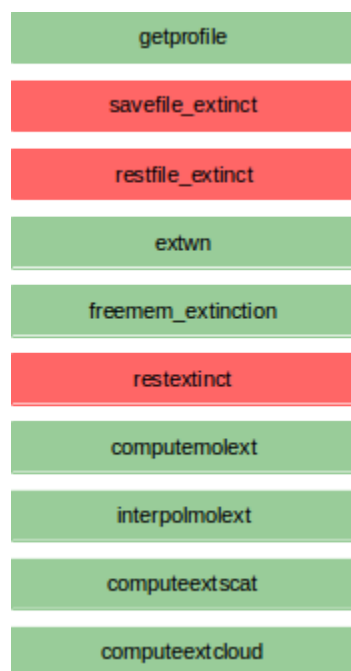 getprofile
savefile_extinct
restfile_extinct
extwn
freemem_extinction
restextinct
computemolext
interpolmolext
computeextscat
computeextcloud